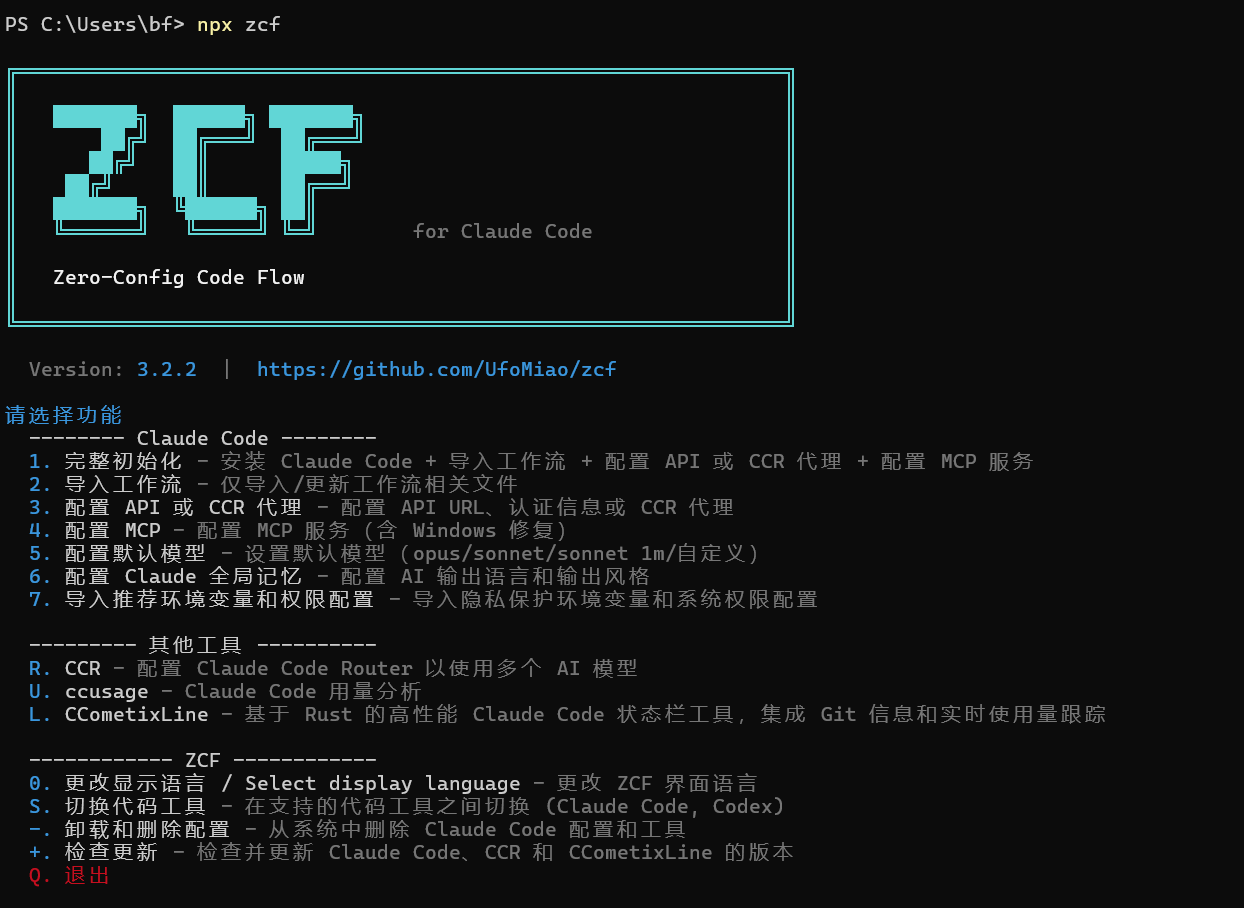 PS C:\Users\bf> npx zcf
ZCF
for Claude Code
Zero-Config Code Flow
Version: 3.2.2 | https://github.com/UfoMiao/zcf
请选择功能
-------- Claude Code --------
1. 完整初始化 - 安装 Claude Code + 导入工作流 + 配置 API 或 CCR 代理 + 配置 MCP 服务
2. 导入工作流 - 仅导入/更新工作流相关文件
3. 配置 API 或 CCR 代理 - 配置 API URL、认证信息或 CCR 代理
4. 配置 MCP - 配置 MCP 服务（含 Windows 修复）
5. 配置默认模型 - 设置默认模型（opus/sonnet/sonnet 1m/自定义）
6. 配置 Claude 全局记忆 - 配置 AI 输出语言和输出风格
7. 导入推荐环境变量和权限配置 - 导入隐私保护环境变量和系统权限配置
--------- 其他工具 ----------
R. CCR - 配置 Claude Code Router 以使用多个 AI 模型
U. ccusage - Claude Code 用量分析
L. CCometixLine - 基于 Rust 的高性能 Claude Code 状态栏工具，集成 Git 信息和实时使用量跟踪
------------ ZCF ------------
0. 更改显示语言 / Select display language - 更改 ZCF 界面语言
S. 切换代码工具 - 在支持的代码工具之间切换 (Claude Code, Codex)
-. 卸载和删除配置 - 从系统中删除 Claude Code 配置和工具
+. 检查更新 - 检查并更新 Claude Code、CCR 和 CCometixLine 的版本
Q. 退出